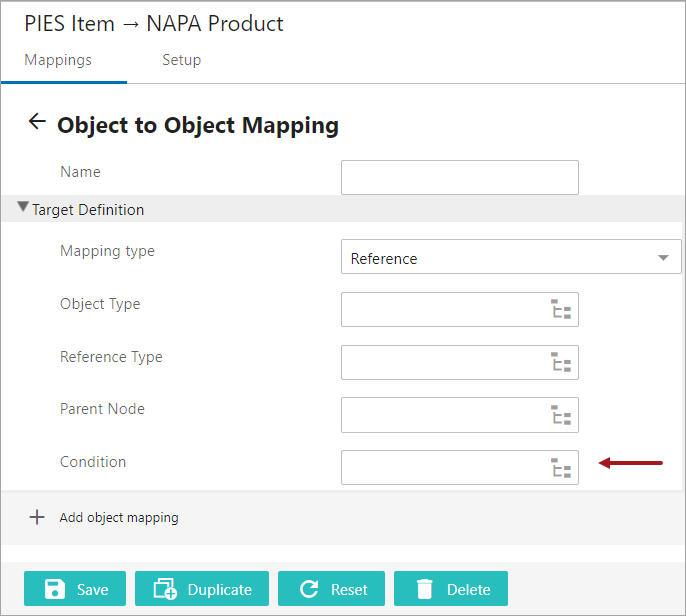 PIES Item → NAPA Product
Mappings Setup
Object to Object Mapping
Name
Target Definition
Mapping type Reference
Object Type
Reference Type
Parent Node
Condition
Add object mapping
Save Duplicate Reset Delete